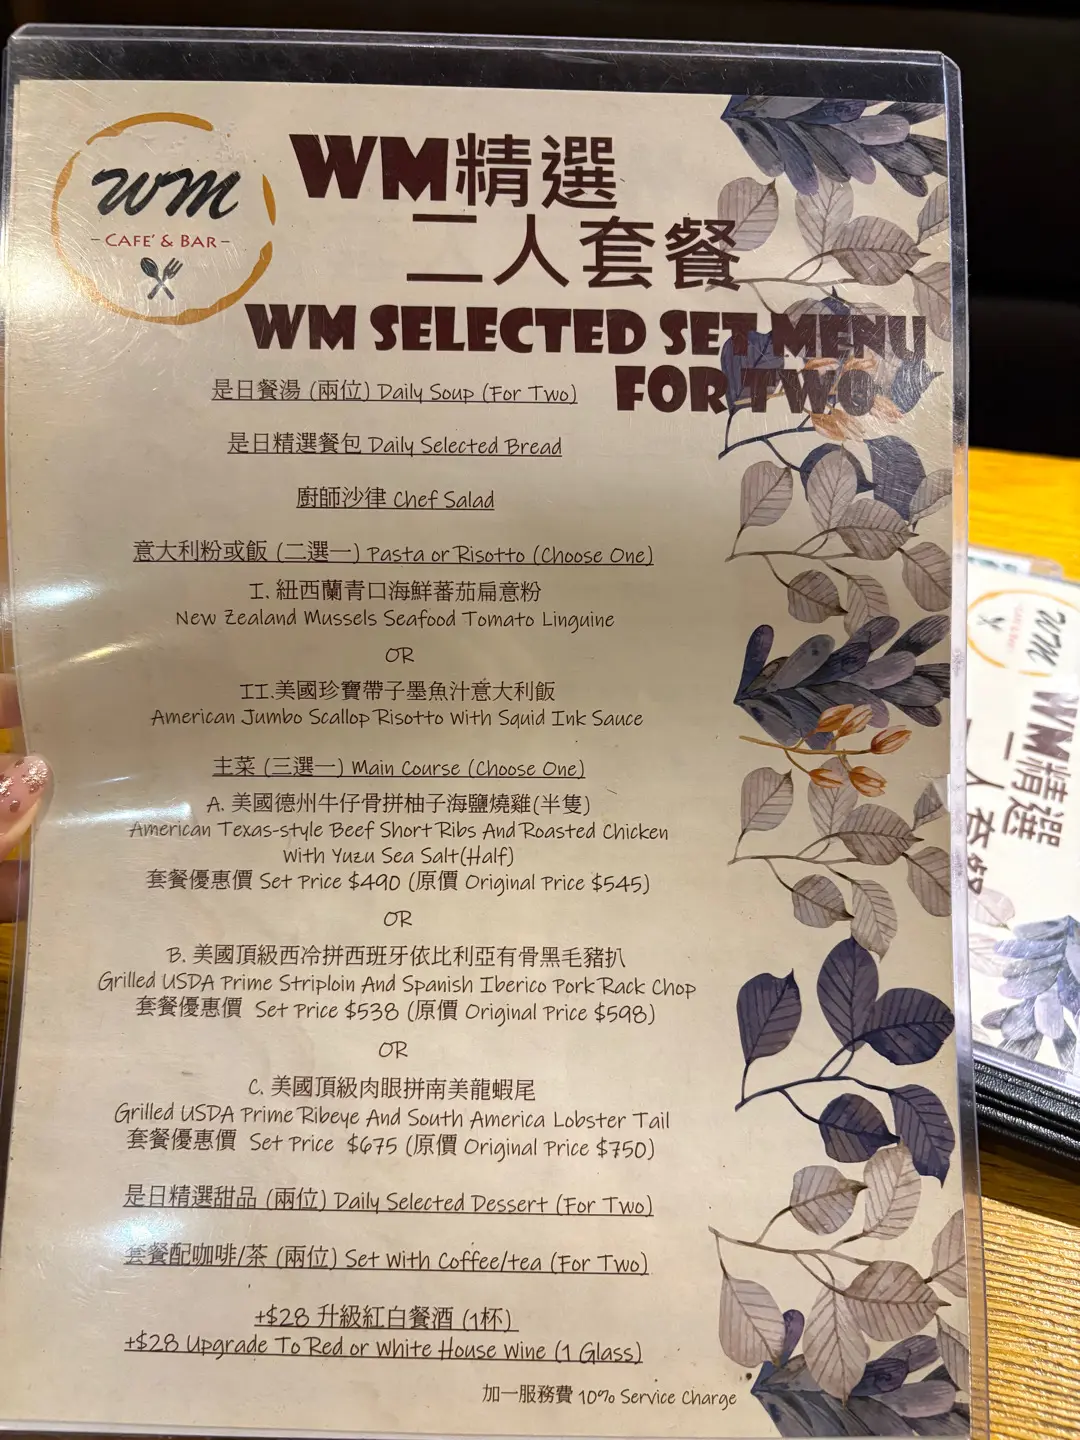 WM
- CAFE' & BAR -
WM精選
二人套餐
WM SELECTED SET MENU
FOR TWO
是日餐湯 (兩位) Daily Soup (For Two)
是日精選餐包 Daily Selected Bread
廚師沙律 Chef Salad
意大利粉或飯 (二選一) Pasta or Risotto (Choose One)
I. 紐西蘭青口海鮮蕃茄扁意粉
New Zealand Mussels Seafood Tomato Linguine
OR
II.美國珍寶帶子墨魚汁意大利飯
American Jumbo Scallop Risotto With Squid Ink Sauce
主菜 (三選一) Main Course (Choose One)
A. 美國德州牛仔骨拼柚子海鹽燒雞(半隻)
American Texas-style Beef Short Ribs And Roasted Chicken
With Yuzu Sea Salt(Half)
套餐優惠價 Set Price $490 (原價 Original Price $545)
OR
B. 美國頂級西冷拼西班牙依比利亞有骨黑毛豬扒
Grilled USDA Prime Striploin And Spanish Iberico Pork Rack Chop
套餐優惠價 Set Price $538 (原價 Original Price $598)
OR
C. 美國頂級肉眼拼南美龍蝦尾
Grilled USDA Prime Ribeye And South America Lobster Tail
套餐優惠價 Set Price $675 (原價 Original Price $750)
是日精選甜品 (兩位) Daily Selected Dessert (For Two)
套餐配咖啡/茶 (兩位) Set With Coffee/tea (For Two)
+$28 升級紅白餐酒 (1杯)
+$28 Upgrade To Red or White House Wine (1 Glass)
加一服務費 10% Service Charge
WM
WM精選
二人套餐